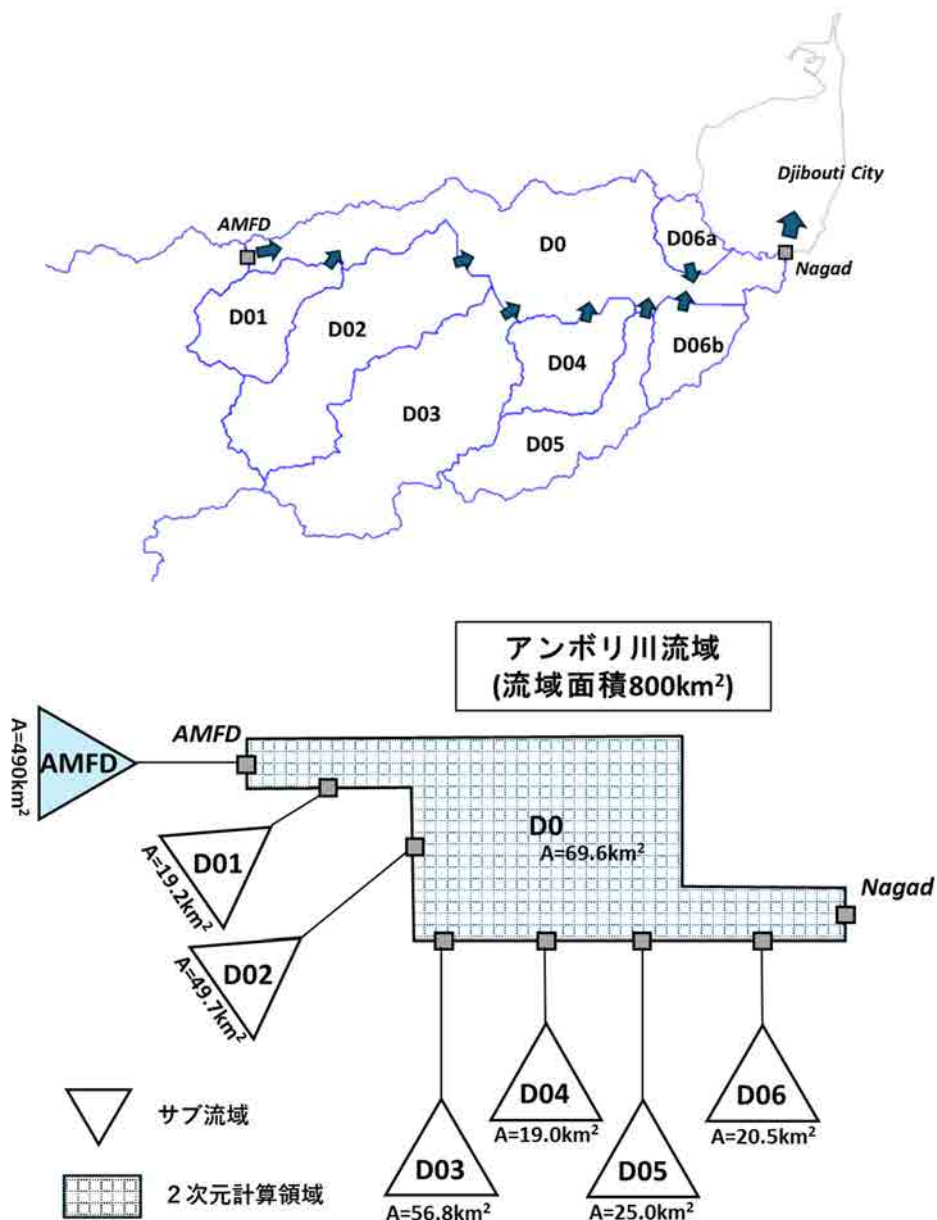 Djibouti City
AMFD
D0
D06a
Nagad
D01
D02
D06b
D04
D03
D05
アンボリ川流域
(流域面積800km²)
AMFD
AMFD
A=490km²
D0
A=69.6km²
D01
A=19.2km²
Nagad
D02
A=49.7km²
D04
A=19.0km²
D06
A=20.5km²
サブ流域
D03
A=56.8km²
D05
A=25.0km²
2次元計算領域